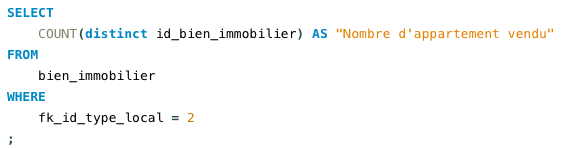 SELECT
COUNT(distinct id_bien_immobilier) AS "Nombre d'appartement vendu"
FROM
bien_immobilier
WHERE
fk_id_type_local = 2
;